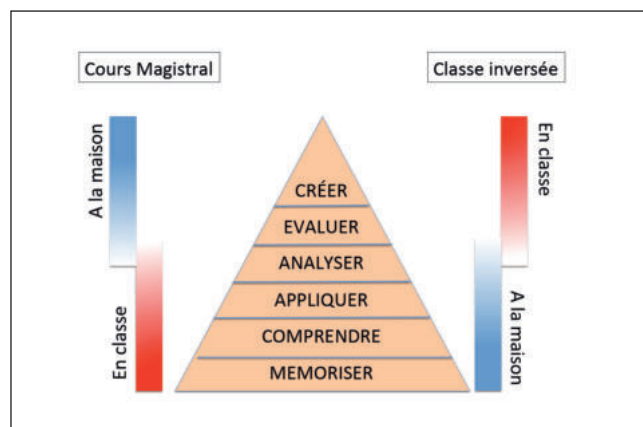 Cours Magistral
Classe inversée
A la maison
En classe
CRÉER
EVALUER
ANALYSER
APPLIQUER
COMPRENDRE
MEMORISER
En classe
A la maison